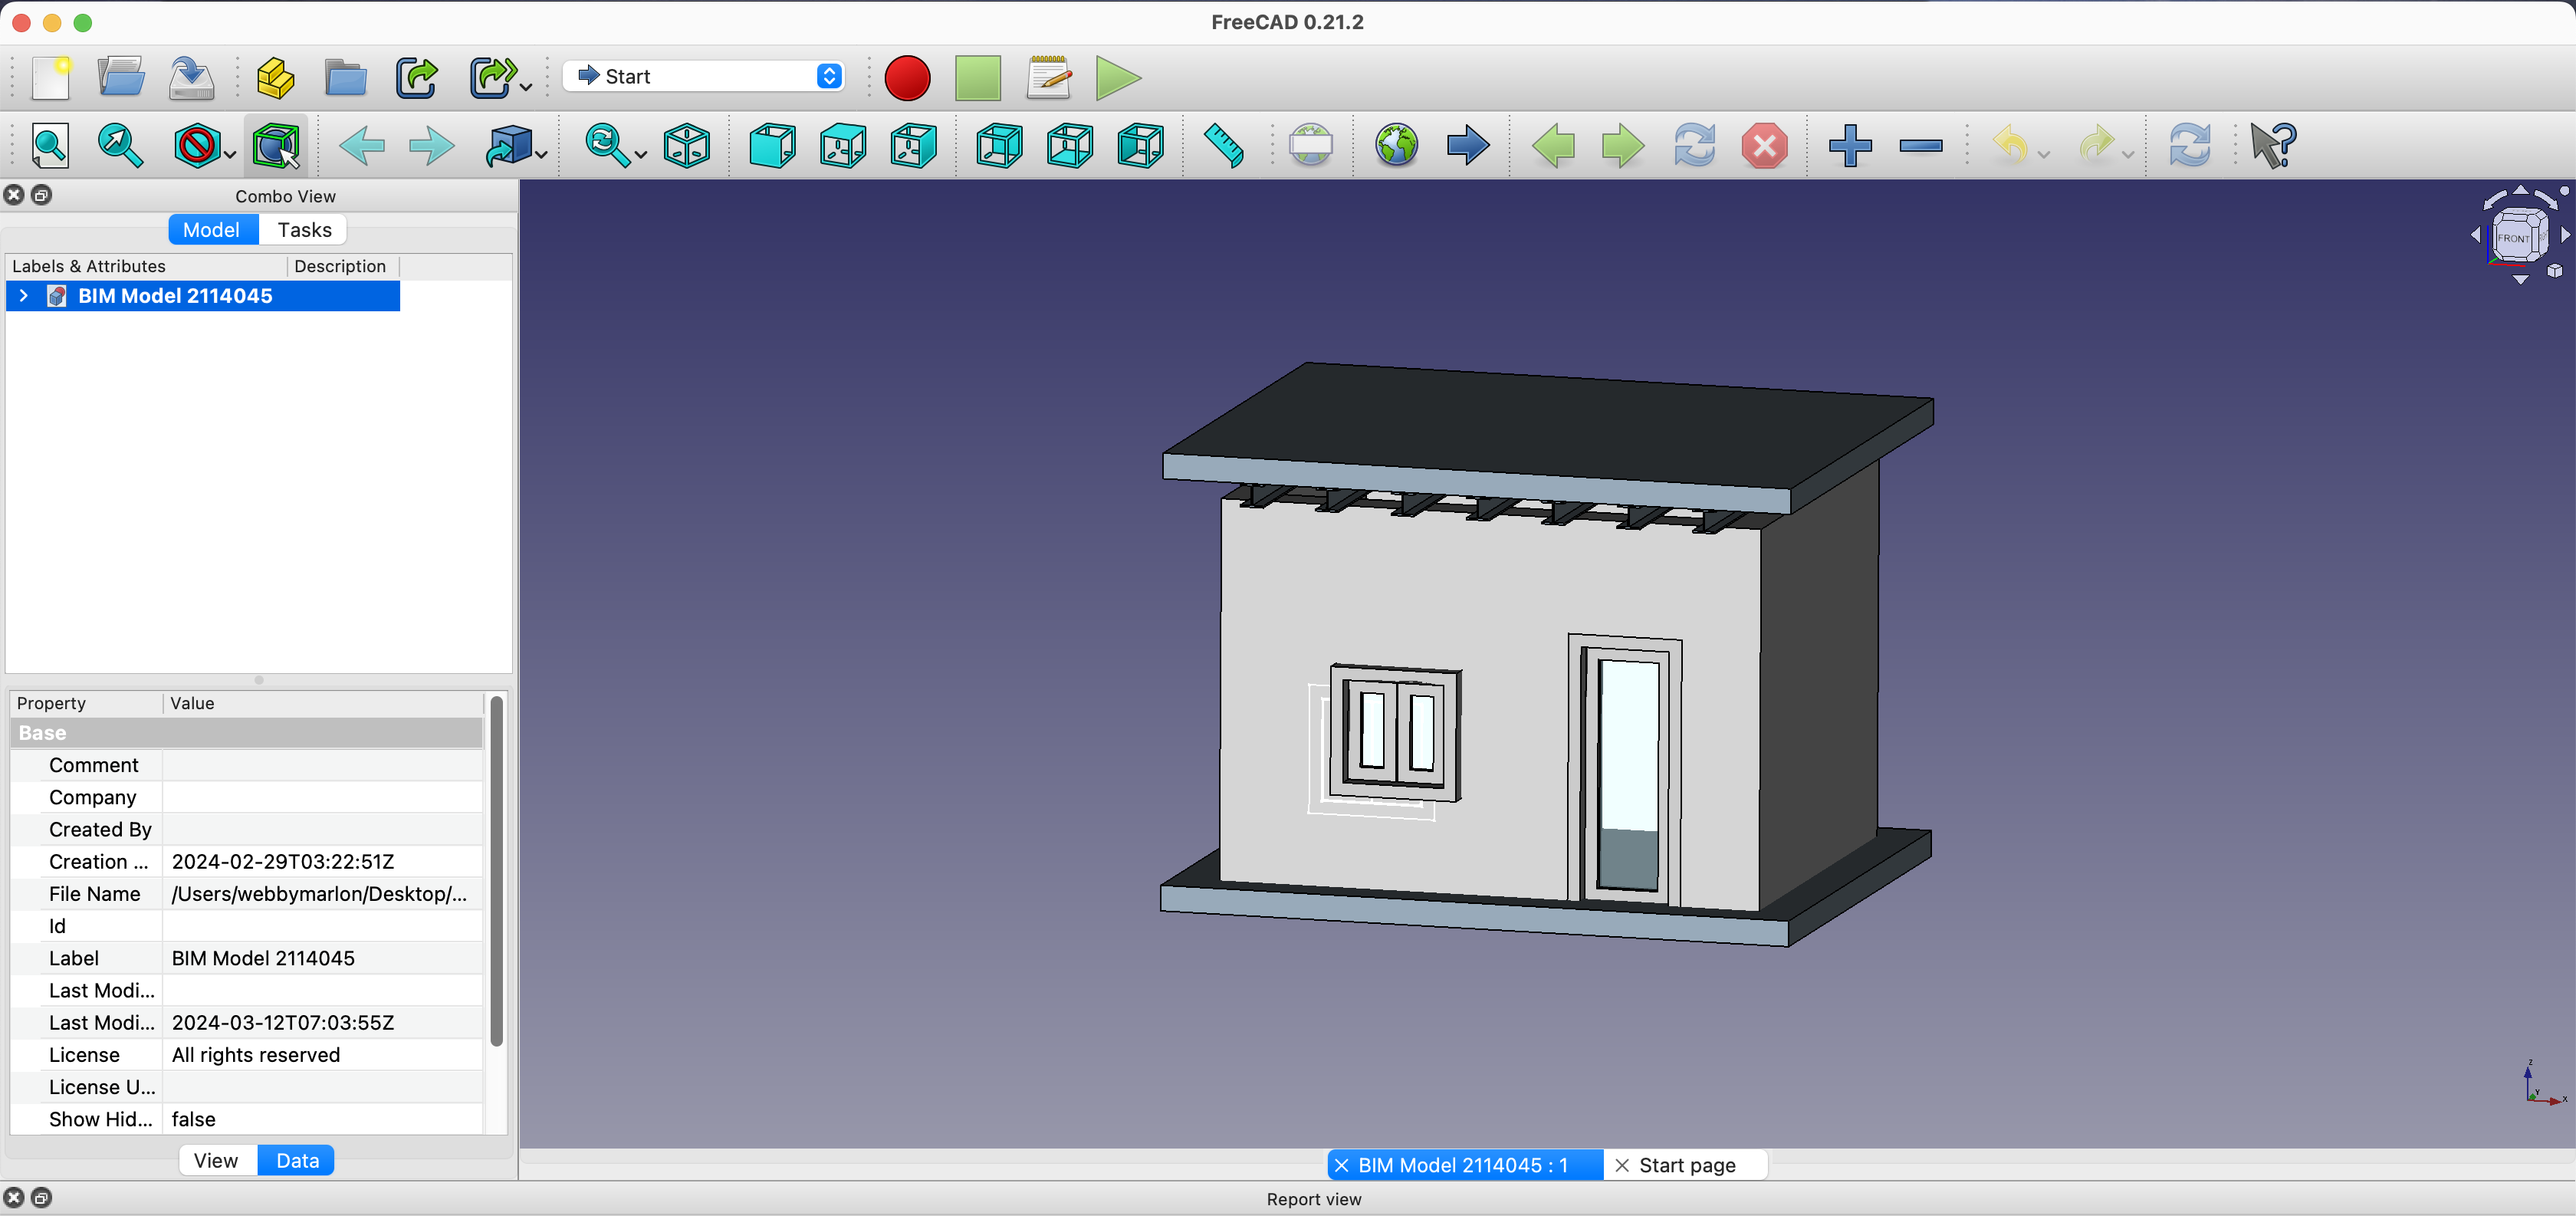 FreeCAD 0.21.2
Start
Combo View
Model Tasks
Labels & Attributes Description
BIM Model 2114045
Property Value
Base
Comment
Company
Created By
Creation ... 2024-02-29T03:22:51Z
File Name /Users/webbymarlon/Desktop/...
Id
Label BIM Model 2114045
Last Modi...
Last Modi... 2024-03-12T07:03:55Z
License All rights reserved
License U...
Show Hid... false
View Data
FRONT
Z
Y
X
BIM Model 2114045 : 1
Start page
Report view